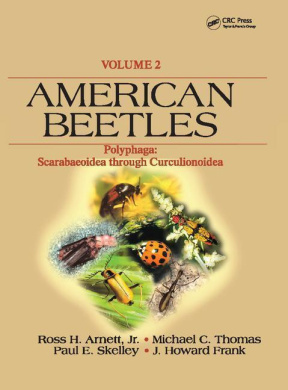 CRC Press
Taylor & Francis Group
VOLUME 2
AMERICAN
BEETLES
Polyphaga:
Scarabaeoidea through Curculionoidea
Ross H. Arnett, Jr. • Michael C. Thomas
Paul E. Skelley • J. Howard Frank